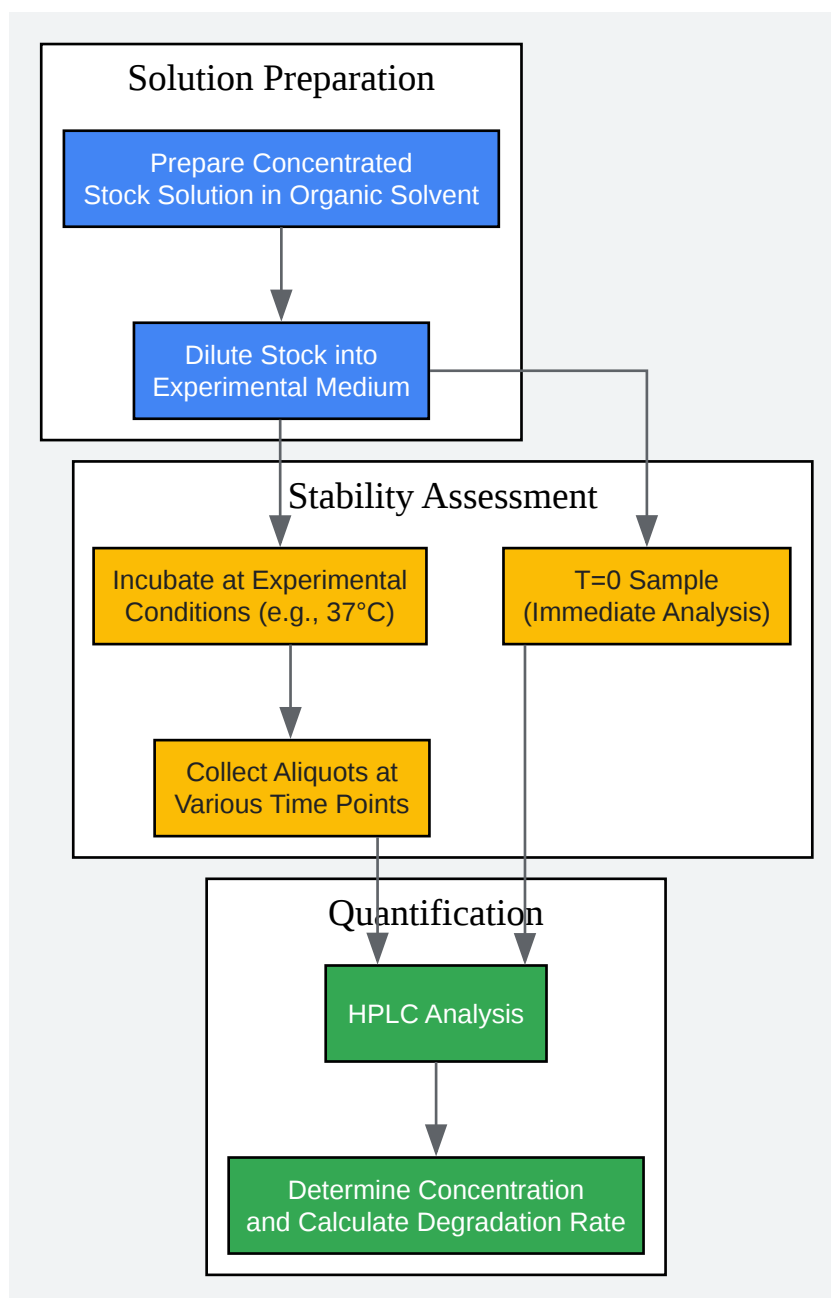 Solution Preparation
Prepare Concentrated
Stock Solution in Organic Solvent
Dilute Stock into
Experimental Medium
Stability Assessment
Incubate at Experimental
Conditions (e.g., 37°C)
T=0 Sample
(Immediate Analysis)
Collect Aliquots at
Various Time Points
Quantification
HPLC Analysis
Determine Concentration
and Calculate Degradation Rate